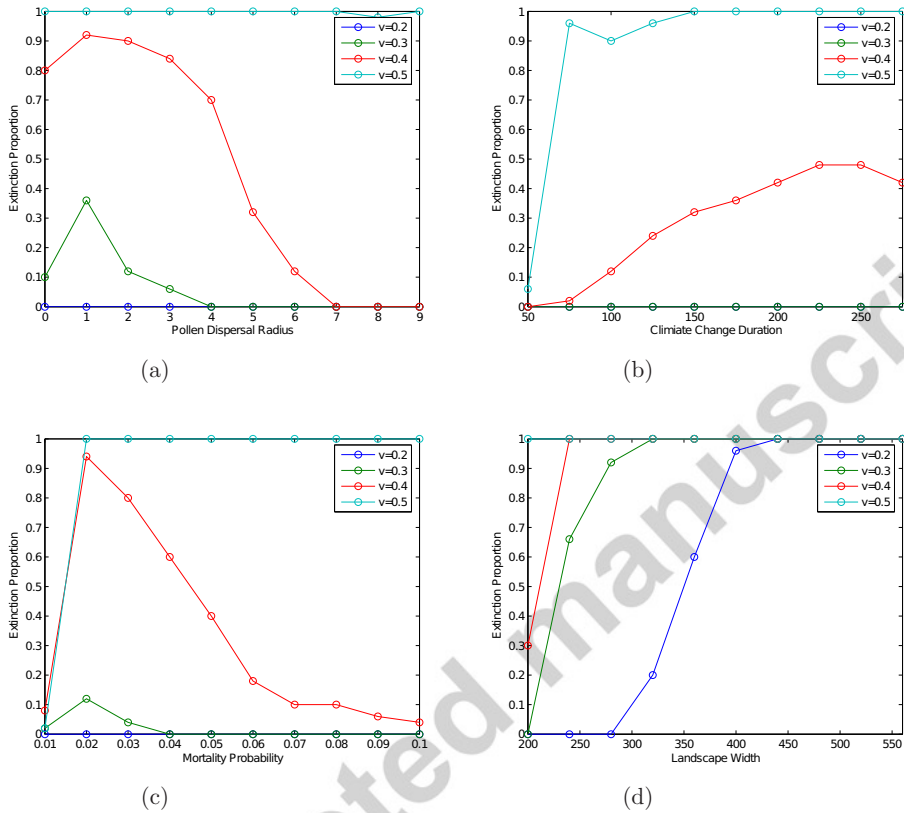 1
0.9
0.8
0.7
0.6
0.5
0.4
0.3
0.2
0.1
0
0 1 2 3 4 5 6 7 8 9
Extinction Proportion
Pollen Dispersal Radius
v=0.2
v=0.3
v=0.4
v=0.5
(a)
1
0.9
0.8
0.7
0.6
0.5
0.4
0.3
0.2
0.1
0
50 100 150 200 250
Extinction Proportion
Climiate Change Duration
v=0.2
v=0.3
v=0.4
v=0.5
(b)
1
0.9
0.8
0.7
0.6
0.5
0.4
0.3
0.2
0.1
0
0.01 0.02 0.03 0.04 0.05 0.06 0.07 0.08 0.09 0.1
Extinction Proportion
Mortality Probability
v=0.2
v=0.3
v=0.4
v=0.5
(c)
1
0.9
0.8
0.7
0.6
0.5
0.4
0.3
0.2
0.1
0
200 250 300 350 400 450 500 550
Extinction Proportion
Landscape Width
v=0.2
v=0.3
v=0.4
v=0.5
(d)
ted manuscri